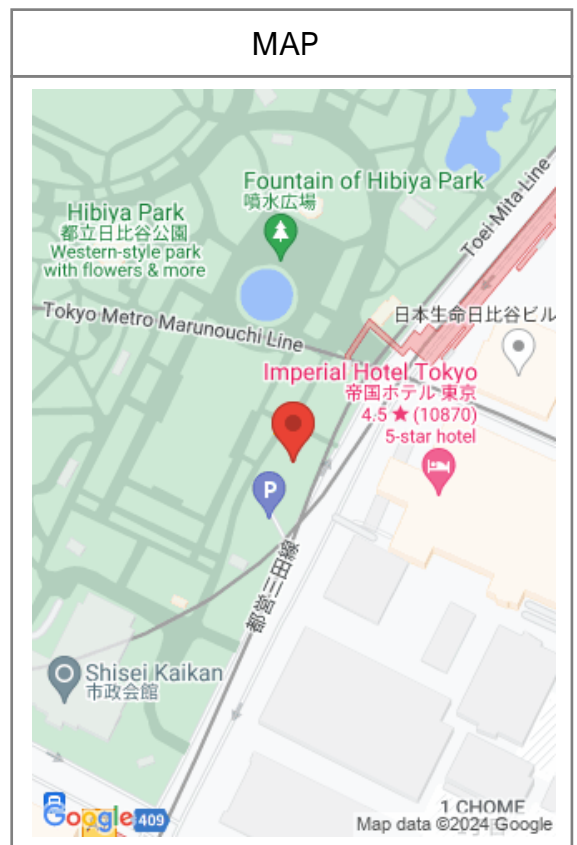 MAP
Fountain of Hibiya Park
噴水広場
Hibiya Park
都立日比谷公園
Western-style park
with flowers & more
Toei Mita Line
Tokyo Metro Marunouchi Line
日本生命日比谷ビル
Imperial Hotel Tokyo
帝国ホテル 東京
4.5 ★ (10870)
5-star hotel
P
都営三田線
Shisei Kaikan
市政会館
1 CHOME
Google
409
Map data ©2024 Google